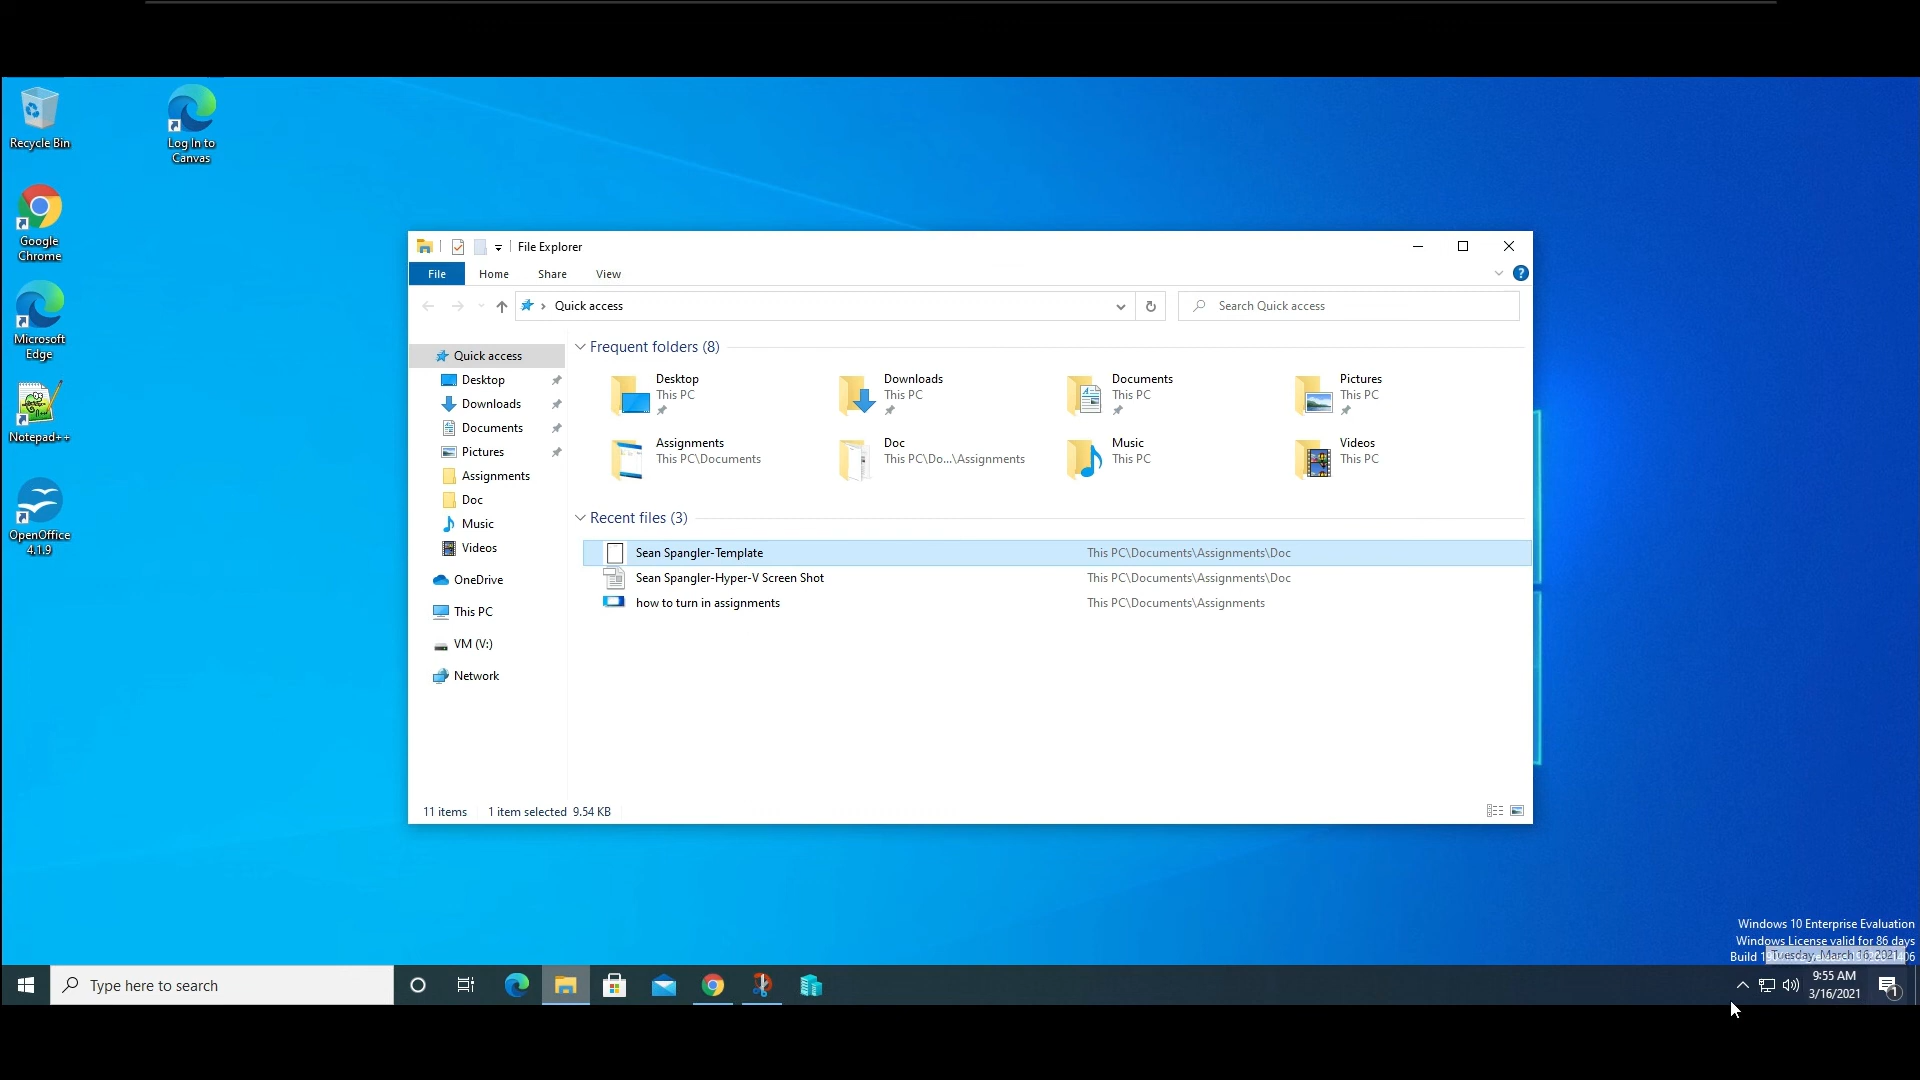 Recycle Bin
Log In to
Canvas
Google
Chrome
Microsoft
Edge
Notepad++
OpenOffice
4.1.9
File Explorer
File
Home
Share
View
Quick access
Search Quick access
Quick access
Desktop
Downloads
Documents
Pictures
Assignments
Doc
Music
Videos
OneDrive
This PC
VM (V:)
Network
Frequent folders (8)
Desktop
This PC
Downloads
This PC
Documents
This PC
Pictures
This PC
Assignments
This PC\Documents
Doc
This PC\Do...\Assignments
Music
This PC
Videos
This PC
Recent files (3)
Sean Spangler-Template
This PC\Documents\Assignments\Doc
Sean Spangler-Hyper-V Screen Shot
This PC\Documents\Assignments\Doc
how to turn in assignments
This PC\Documents\Assignments
11 items
1 item selected 9.54 KB
Windows 10 Enterprise Evaluation
Windows License valid for 86 days
Build
Tuesday, March 16, 2021
Type here to search
9:55 AM
3/16/2021
1